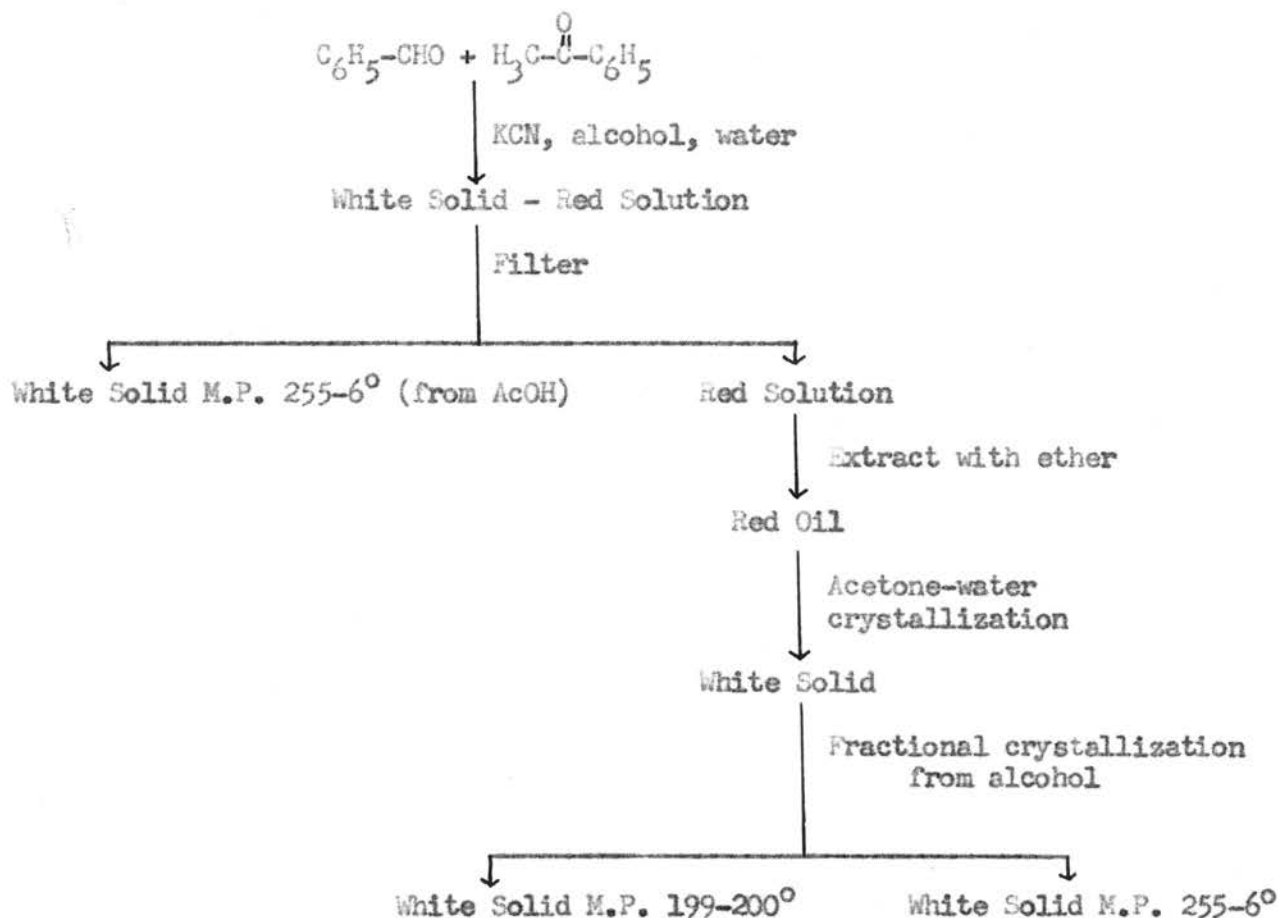 O
C6H5-CHO + H3C-C-C6H5
KCN, alcohol, water
White Solid - Red Solution
Filter
White Solid M.P. 255-6° (from AcOH)
Red Solution
Extract with ether
Red Oil
Acetone-water
crystallization
White Solid
Fractional crystallization
from alcohol
White Solid M.P. 199-200°
White Solid M.P. 255-6°